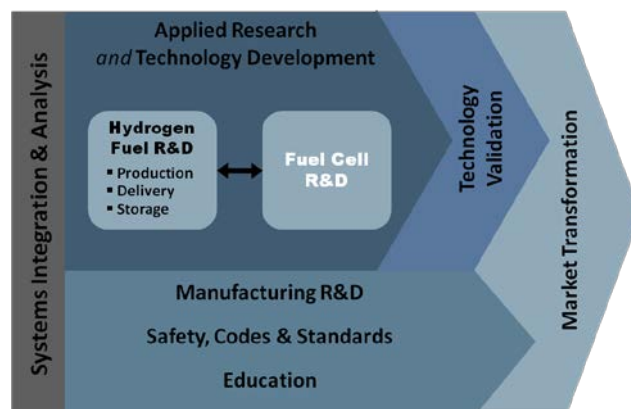 Systems Integration & Analysis
Applied Research
and Technology Development
Hydrogen
Fuel R&D
▪ Production
▪ Delivery
▪ Storage
Fuel Cell
R&D
Technology
Validation
Market Transformation
Manufacturing R&D
Safety, Codes & Standards
Education